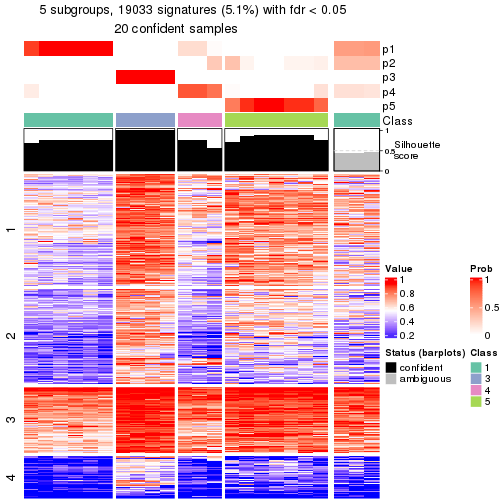 5 subgroups, 19033 signatures (5.1%) with fdr < 0.05
20 confident samples
p1
p2
p3
p4
p5
Class
1
0.5
0
Silhouette
score
1
2
3
4
Value
1
0.8
0.6
0.4
0.2
Prob
1
0.5
0
Status (barplots)
confident
ambiguous
Class
1
3
4
5